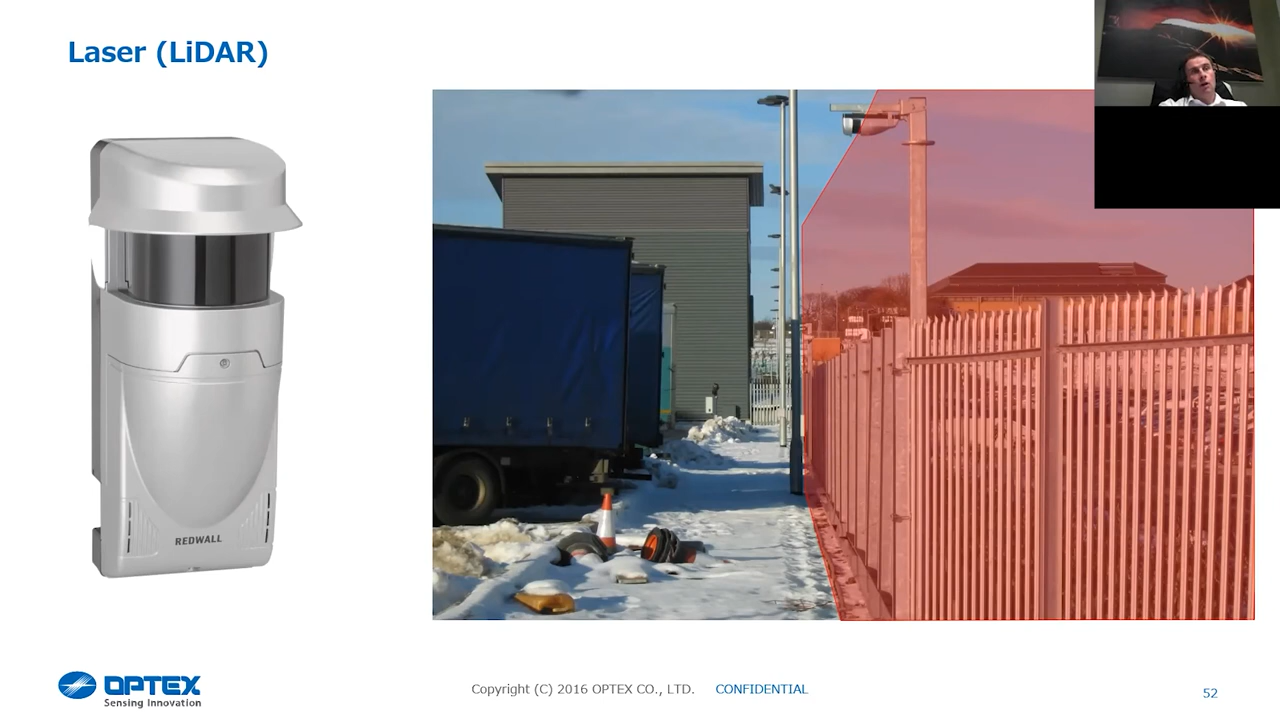 Laser (LiDAR)
REDWALL
OPTEX
Sensing Innovation
Copyright (C) 2016 OPTEX CO., LTD. CONFIDENTIAL
52